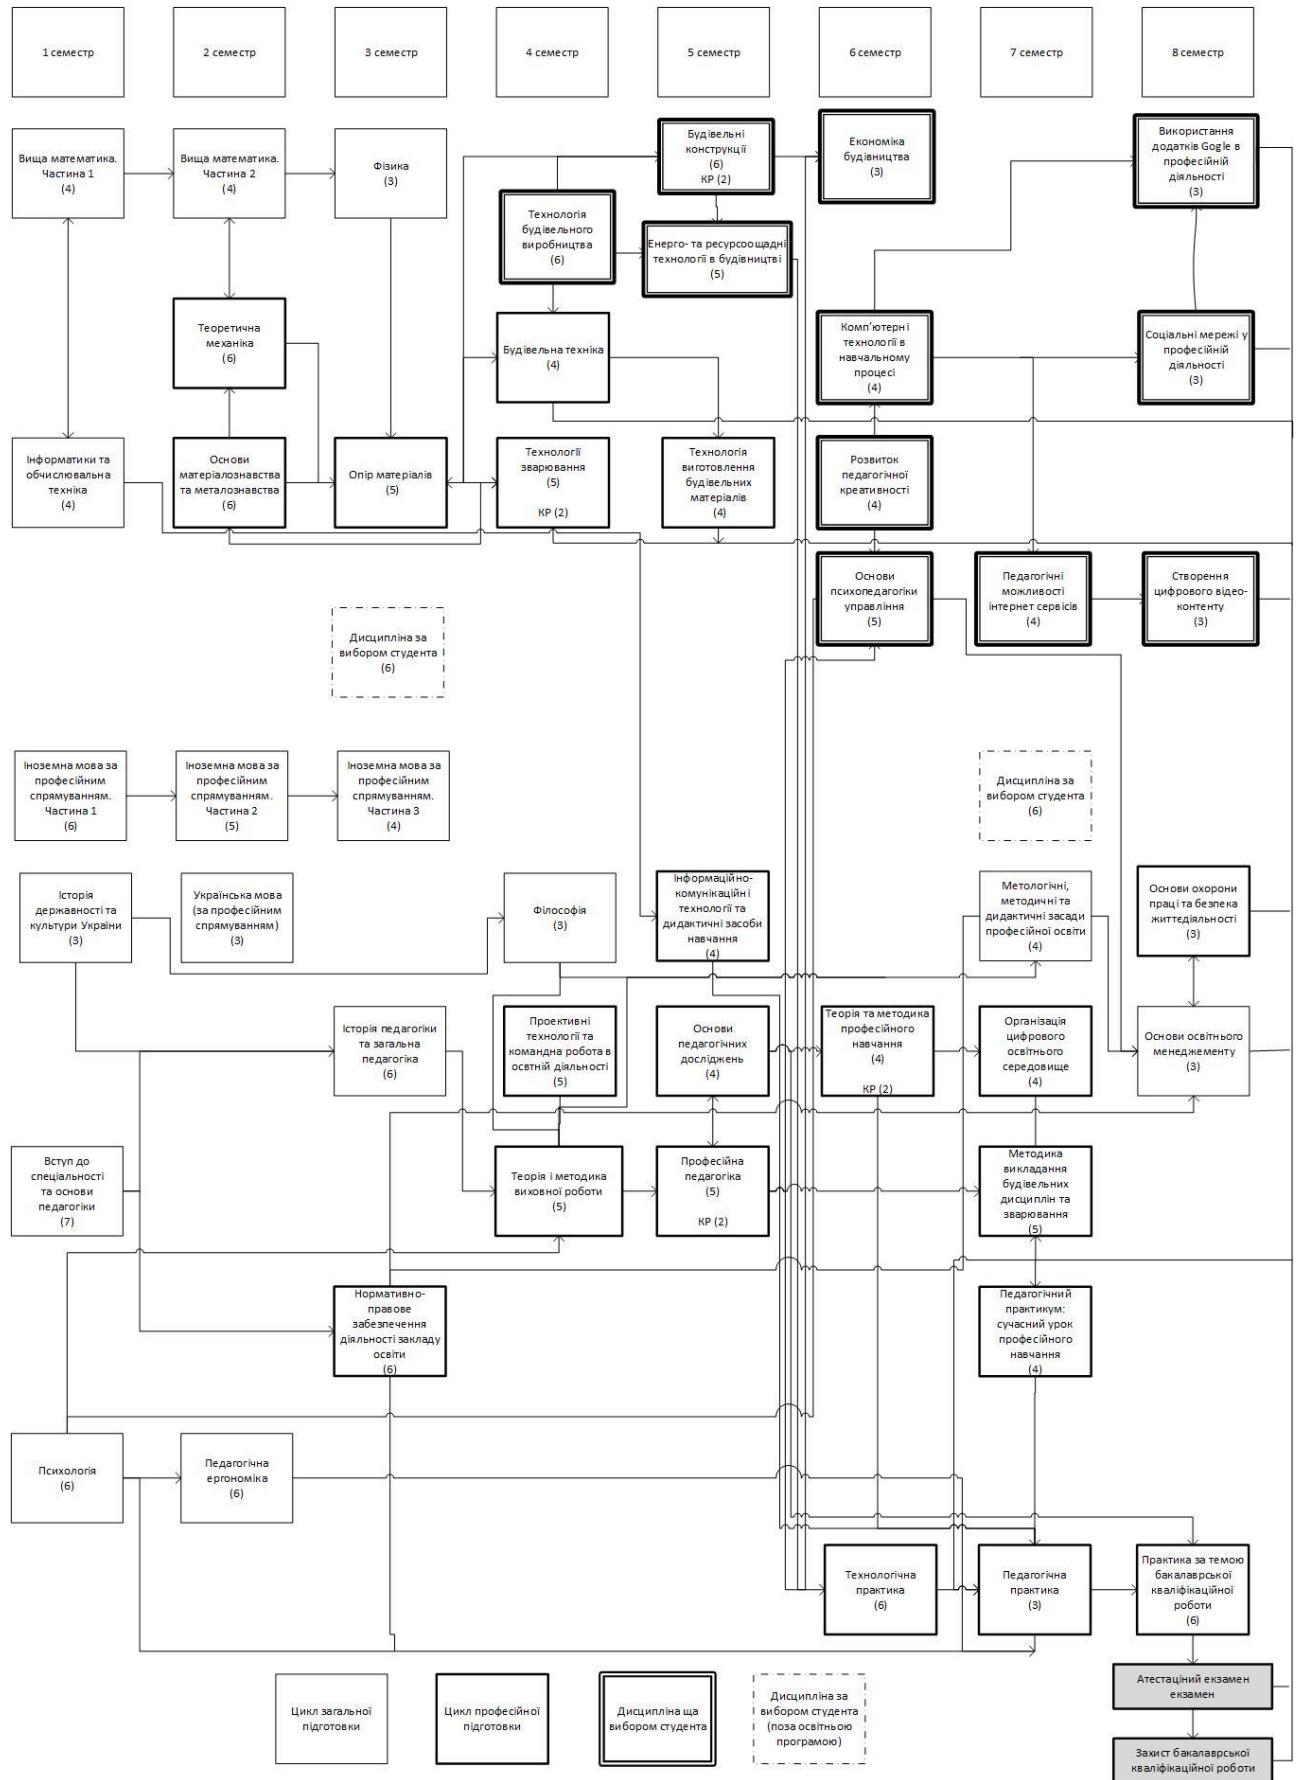 1 семестр
2 семестр
3 семестр
4 семестр
5 семестр
6 семестр
7 семестр
8 семестр
Вища математика.
Частина 1
(4)
Вища математика.
Частина 2
(4)
Фізика
(3)
Будівельні
конструкції
(6)
КР (2)
Економіка
будівництва
(3)
Використання
додатків Gogle в
професійній
діяльності
(3)
Технологія
будівельного
виробництва
(6)
Енерго- та ресурсоощадні
технології в будівництві
(5)
Теоретична
механіка
(6)
Будівельна техніка
(4)
Комп’ютерні
технології в
навчальному
процесі
(4)
Соціальні мережі у
професійній
діяльності
(3)
Інформатики та
обчислювальна
техніка
(4)
Основи
матеріалознавства
та металознавства
(6)
Опір матеріалів
(5)
Технології
зварювання
(5)
КР (2)
Технологія
виготовлення
будівельних
матеріалів
(4)
Розвиток
педагогічної
креативності
(4)
Основи
психопедагогіки
управління
(5)
Педагогічні
можливості
інтернет сервісів
(4)
Створення
цифрового відео-
контенту
(3)
Дисципліна за
вибором студента
(6)
Іноземна мова за
професійним
спрямуванням.
Частина 1
(6)
Іноземна мова за
професійним
спрямуванням.
Частина 2
(5)
Іноземна мова за
професійним
спрямуванням.
Частина 3
(4)
Дисципліна за
вибором студента
(6)
Історія
державності та
культури України
(3)
Українська мова
(за професійним
спрямуванням)
(3)
Філософія
(3)
Інформаційно-
комунікаційні
технології та
дидактичні засоби
навчання
(4)
Метологічні,
методичні та
дидактичні засади
професійної освіти
(4)
Основи охорони
праці та безпека
життєдіяльності
(3)
Історія педагогіки
та загальна
педагогіка
(6)
Проективні
технології та
командна робота в
освтній діяльності
(5)
Основи
педагогічних
досліджень
(4)
Теорія та методика
професійного
навчання
(4)
КР (2)
Організація
цифрового
освітнього
середовище
(4)
Основи освітнього
менеджементу
(3)
Вступ до
спеціальності
та основи
педагогіки
(7)
Теорія і методика
виховної роботи
(5)
Професійна
педагогіка
(5)
КР (2)
Методика
викладання
будівельних
дисциплін та
зварювання
(5)
Нормативно-
правове
забезпечення
діяльності закладу
освіти
(6)
Педагогічний
практикум:
сучасний урок
професійного
навчання
(4)
Психологія
(6)
Педагогічна
ергономіка
(6)
Технологічна
практика
(6)
Педагогічна
практика
(3)
Практика за темою
бакалаврської
кваліфікаційної
роботи
(6)
Атестаціний екзамен
екзамен
Захист бакалаврської
кваліфікаційної роботи
Цикл загальної
підготовки
Цикл професійної
підготовки
Дисципліна ща
вибором студента
Дисципліна за
вибором студента
(поза освітньою
програмою)